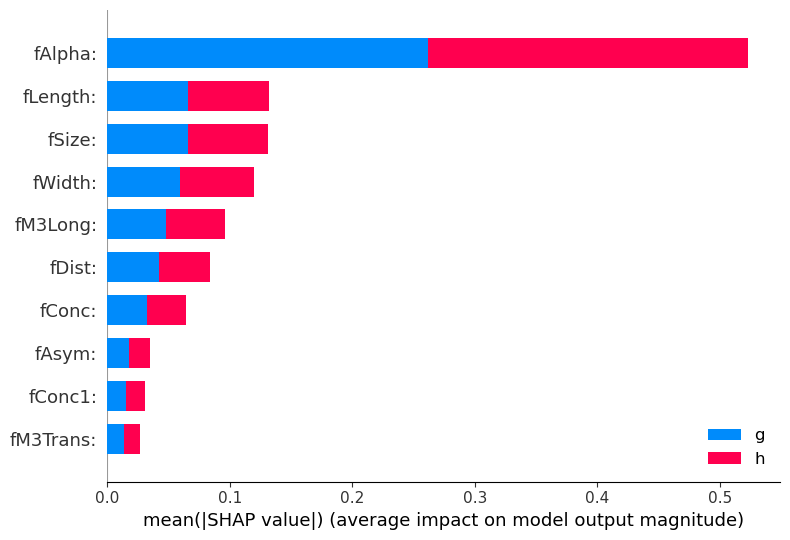 fAlpha:
fLength:
fSize:
fWidth:
fM3Long:
fDist:
fConc:
fAsym:
fConc1:
fM3Trans:
g
h
0.0 0.1 0.2 0.3 0.4 0.5
mean(|SHAP value|) (average impact on model output magnitude)